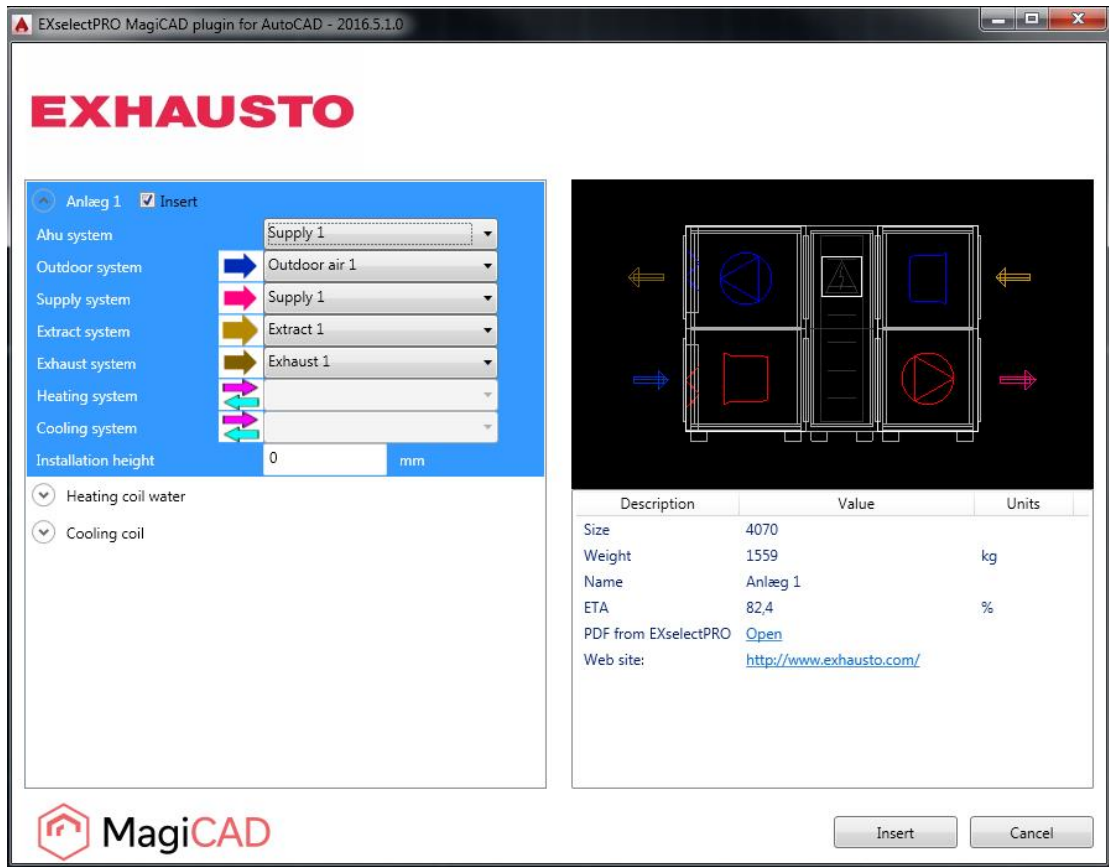 EXselectPRO MagiCAD plugin for AutoCAD - 2016.5.1.0
EXHAUSTO
Anlæg 1 Insert
Ahu system Supply 1
Outdoor system Outdoor air 1
Supply system Supply 1
Extract system Extract 1
Exhaust system Exhaust 1
Heating system
Cooling system
Installation height 0 mm
Heating coil water
Cooling coil
Description Value Units
Size 4070
Weight 1559 kg
Name Anlæg 1
ETA 82,4 %
PDF from EXselectPRO Open
Web site: http://www.exhausto.com/
MagiCAD
Insert Cancel